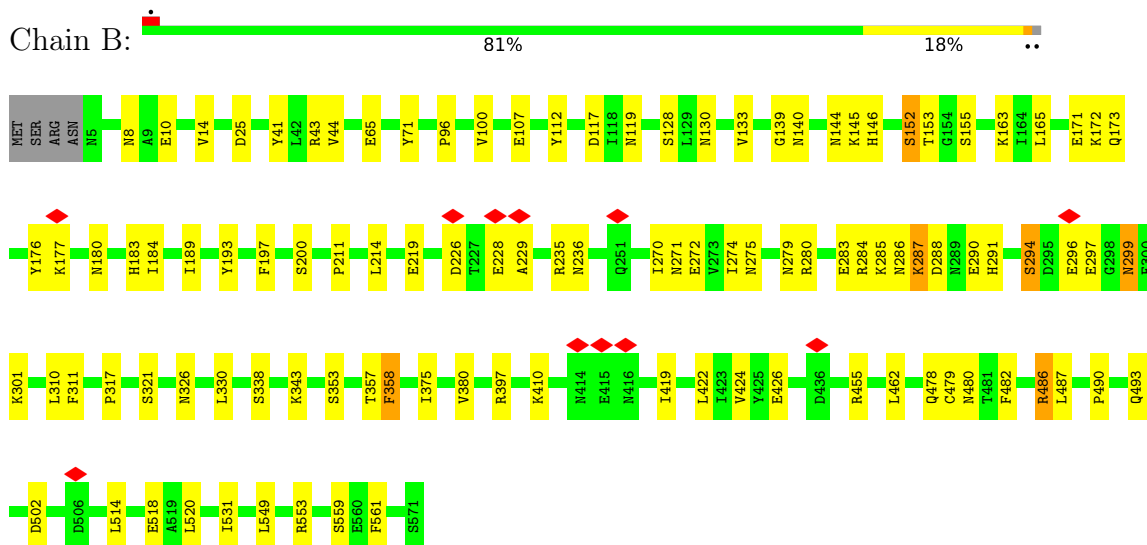 Chain B:
81% 18%
MET SER ARG ASN N5 N8 A9 E10 V14 D25 Y41 L42 R43 V44 E65 Y71 P96 V100 E107 Y112 D117 I118 N119 S128 L129 N130 V133 G139 N140 N144 K145 H146 S152 T153 G154 S155 K163 I164 L165 E171 K172 Q173
Y176 K177 N180 H183 I184 I189 Y193 F197 S200 P211 L214 E219 D226 T227 E228 A229 R235 N236 Q251 I270 N271 E272 V273 I274 N275 N279 R280 E283 R284 K285 N286 K287 D288 N289 E290 H291 S294 D295 E296 E297 G298 N299 E300
K301 L310 F311 P317 S321 N326 L330 S338 K343 S353 T357 F358 I375 V380 R397 K410 N414 E415 N416 I419 L422 I423 V424 Y425 E426 D436 R455 L462 Q478 C479 N480 T481 F482 R486 L487 P490 Q493
D502 D506 L514 E518 A519 L520 I531 L549 R553 S559 E560 F561 S571